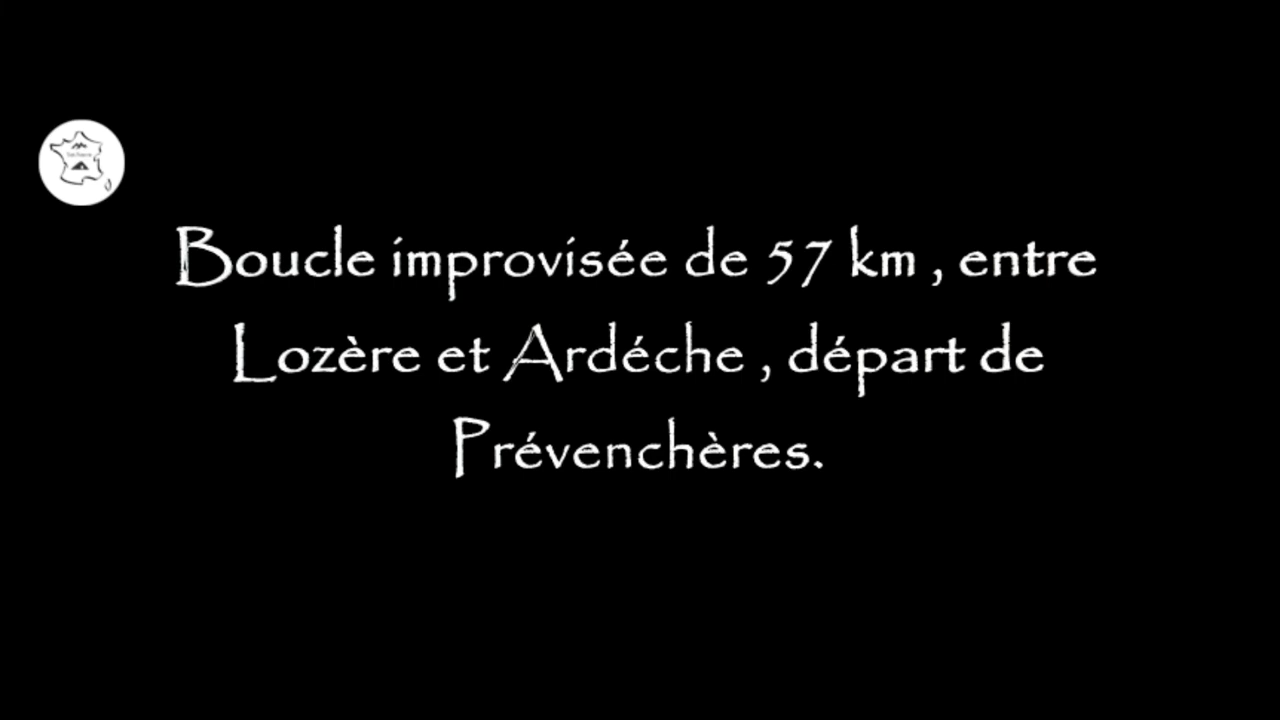 Boucle improvisée de 57 km , entre
Lozère et Ardéche , départ de
Prévenchères.